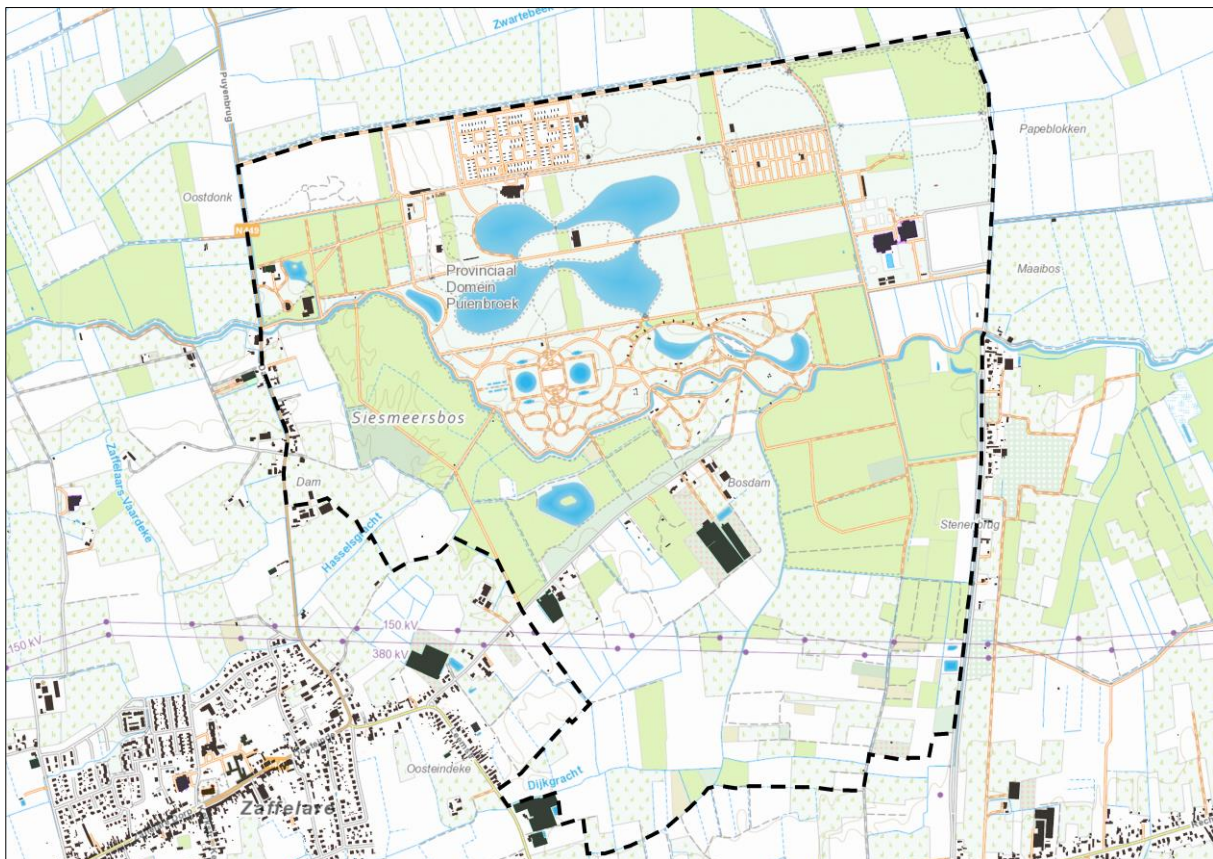 Zwartebeek
Puyenbrug
Papeblokken
Oostdonk
N449
Maaibos
Provinciaal
Domein
Puienbroek
Siesmeersbos
Zaffelaars Vaardeke
Dam
Bosdam
Hasselsgracht
Stenenbrug
150 kV
150 kV
380 kV
Oosteindeke
Dijkgracht
Zaffelare